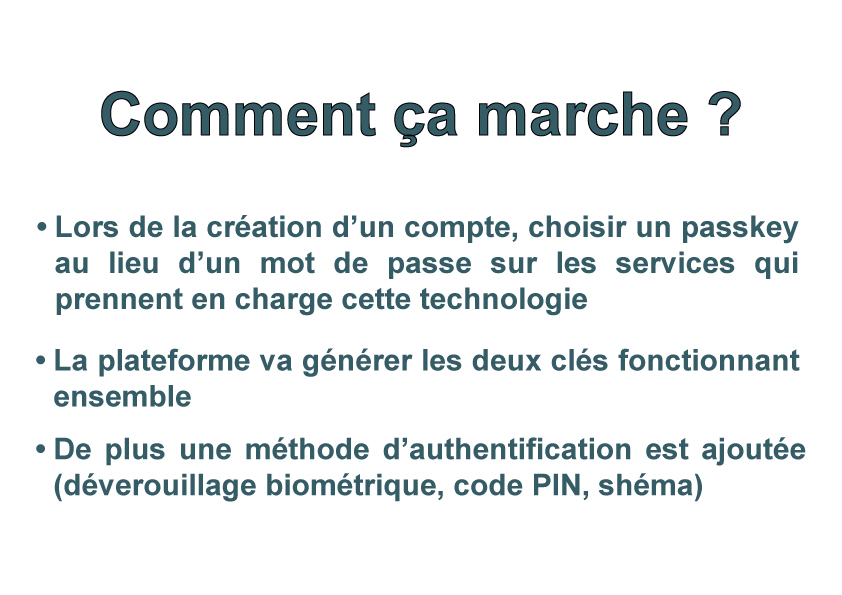 Comment ça marche ?
• Lors de la création d’un compte, choisir un passkey
au lieu d’un mot de passe sur les services qui
prennent en charge cette technologie
• La plateforme va générer les deux clés fonctionnant
ensemble
• De plus une méthode d’authentification est ajoutée
(déverouillage biométrique, code PIN, shéma)